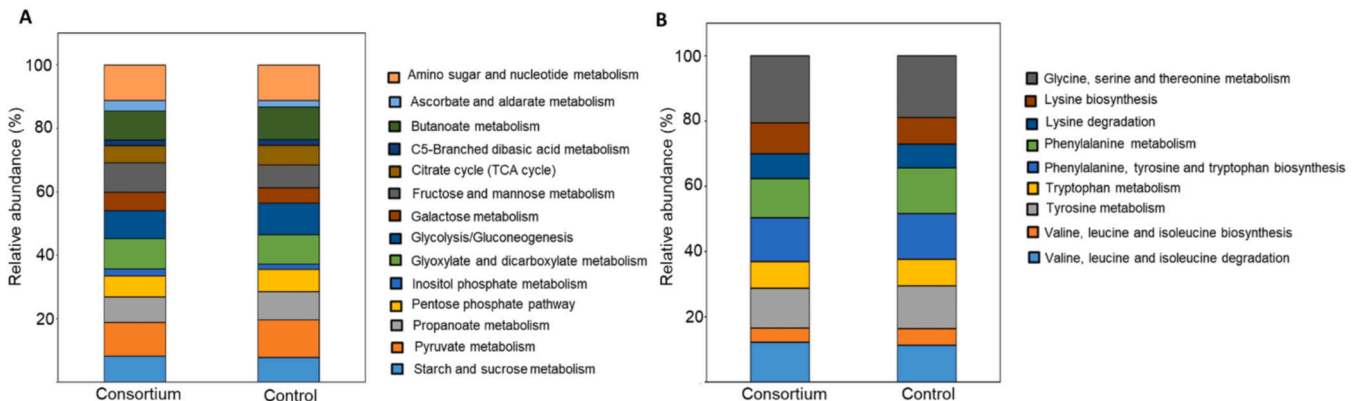 A
Relative abundance (%)
100
80
60
40
20
Consortium
Control
Amino sugar and nucleotide metabolism
Ascorbate and aldarate metabolism
Butanoate metabolism
C5-Branched dibasic acid metabolism
Citrate cycle (TCA cycle)
Fructose and mannose metabolism
Galactose metabolism
Glycolysis/Gluconeogenesis
Glyoxylate and dicarboxylate metabolism
Inositol phosphate metabolism
Pentose phosphate pathway
Propanoate metabolism
Pyruvate metabolism
Starch and sucrose metabolism
B
Relative abundance (%)
100
80
60
40
20
Consortium
Control
Glycine, serine and thereonine metabolism
Lysine biosynthesis
Lysine degradation
Phenylalanine metabolism
Phenylalanine, tyrosine and tryptophan biosynthesis
Tryptophan metabolism
Tyrosine metabolism
Valine, leucine and isoleucine biosynthesis
Valine, leucine and isoleucine degradation